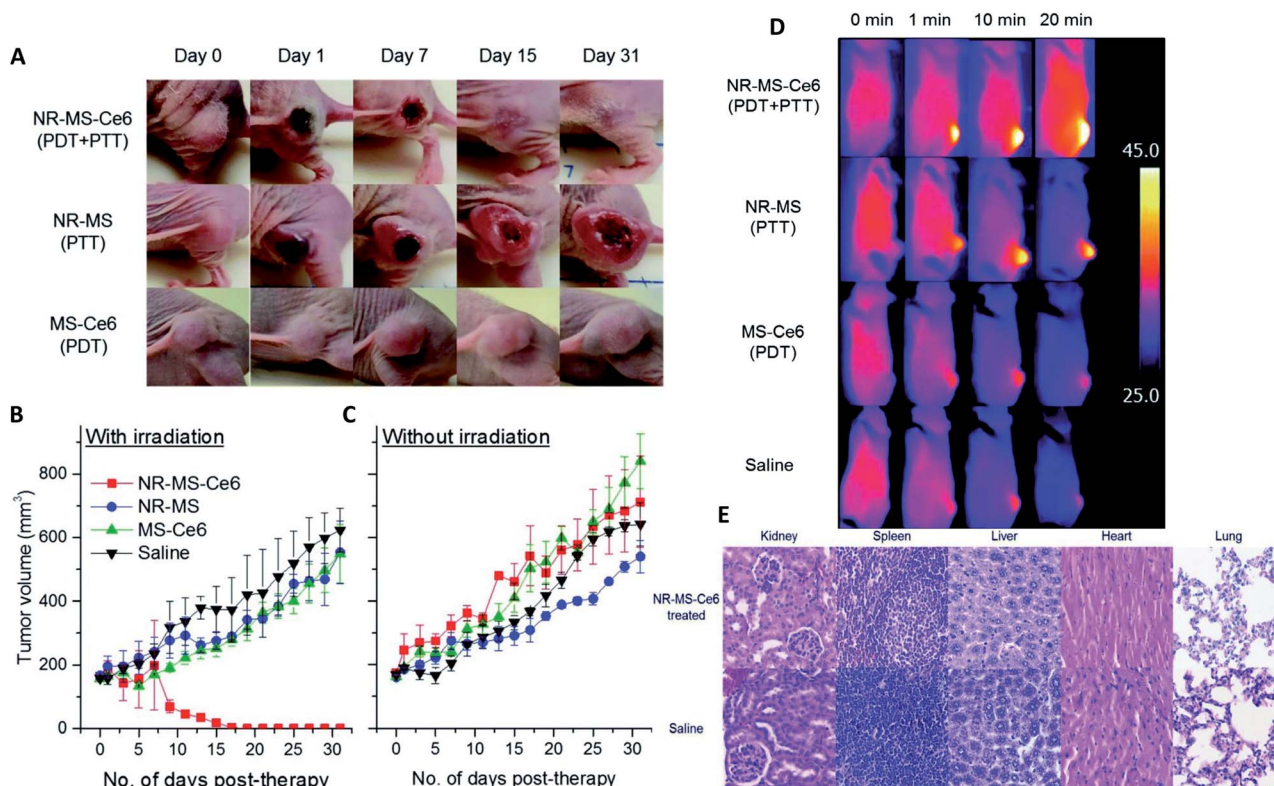 A
Day 0 Day 1 Day 7 Day 15 Day 31
NR-MS-Ce6
(PDT+PTT)
NR-MS
(PTT)
MS-Ce6
(PDT)
7
B
With irradiation
NR-MS-Ce6
NR-MS
MS-Ce6
Saline
Tumor volume (mm³)
800
600
400
200
0
0 5 10 15 20 25 30
No. of days post-therapy
C
Without irradiation
0 5 10 15 20 25 30
No. of days post-therapy
D
0 min 1 min 10 min 20 min
NR-MS-Ce6
(PDT+PTT)
NR-MS
(PTT)
MS-Ce6
(PDT)
Saline
45.0
25.0
E
Kidney Spleen Liver Heart Lung
NR-MS-Ce6
treated
Saline